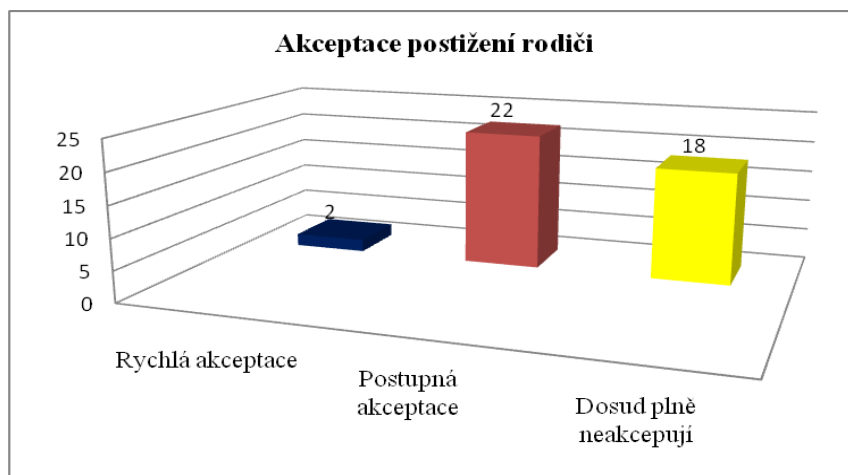 Akceptace postižení rodiči
25
20
15
10
5
0
2
22
18
Rychlá akceptace
Postupná
akceptace
Dosud plně
neakcepují